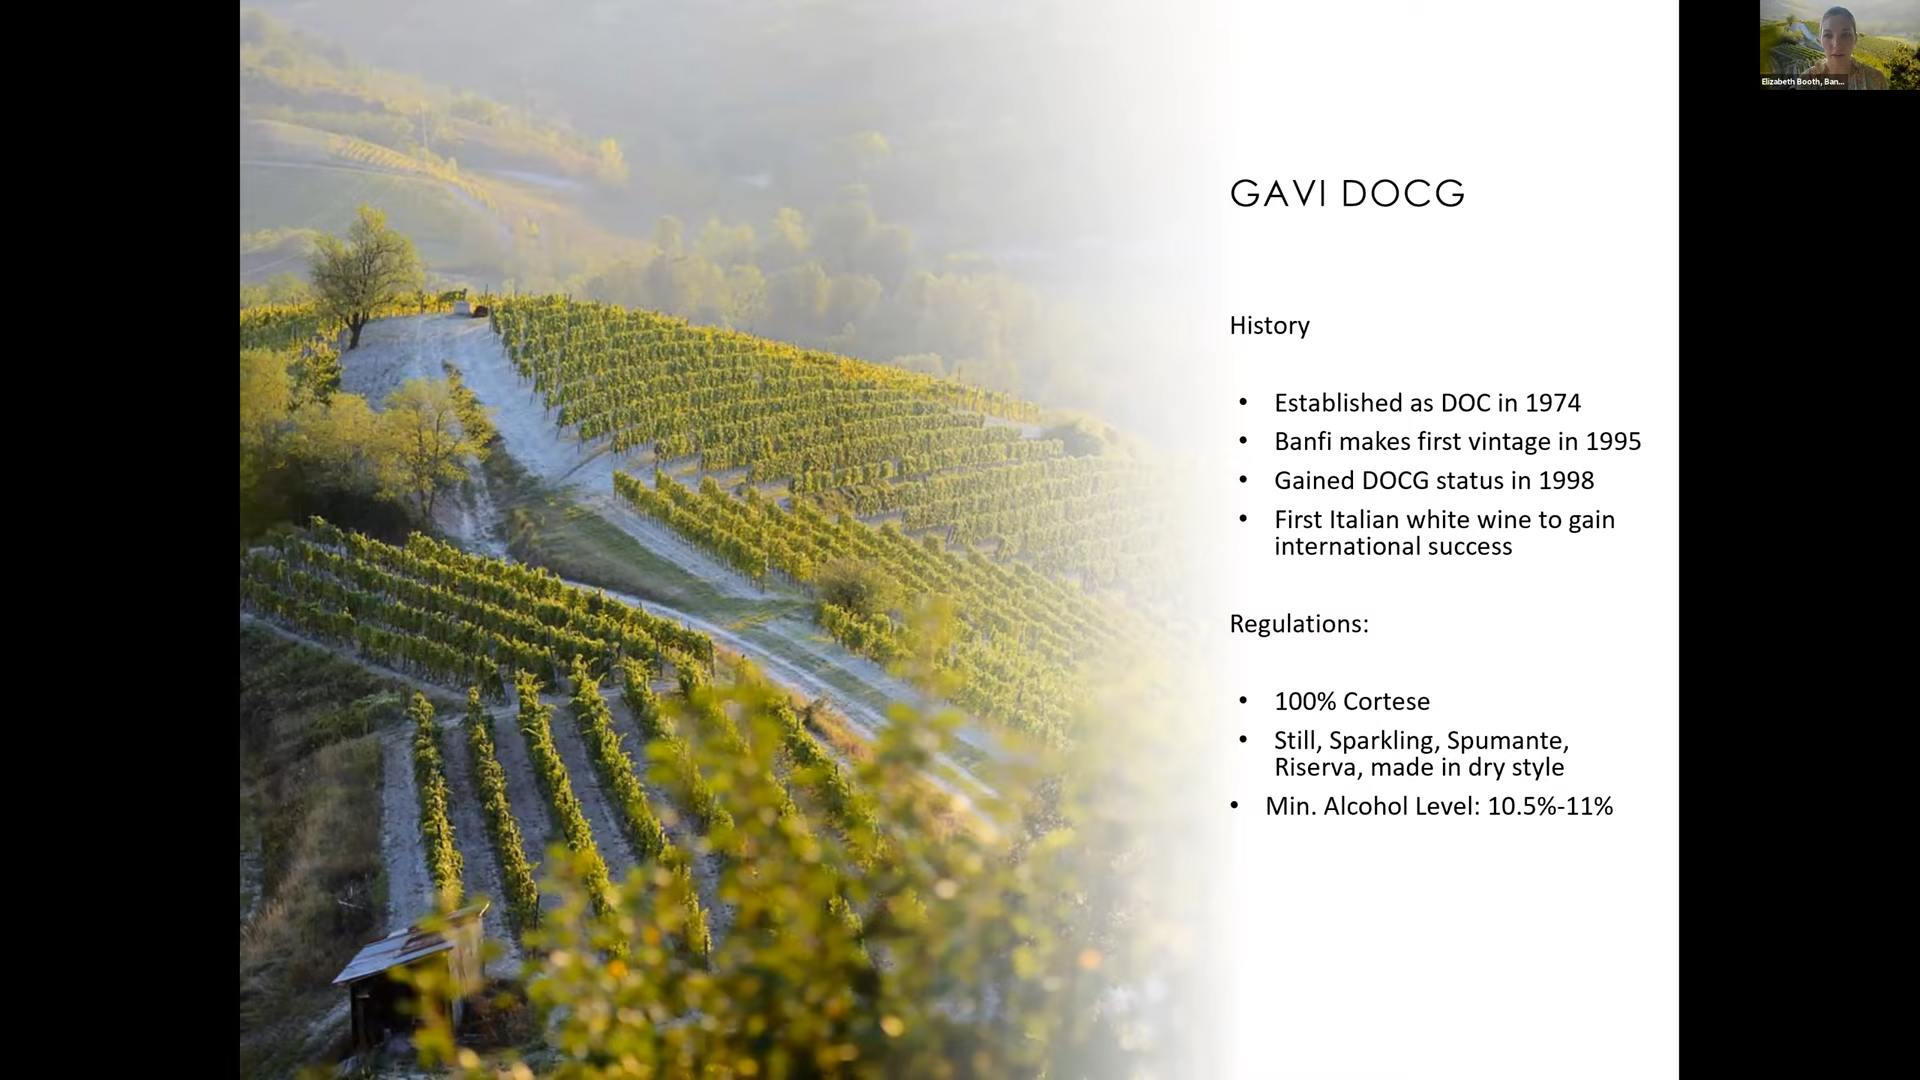 Elizabeth Booth, Ban...
GAVI DOCG
History
• Established as DOC in 1974
• Banfi makes first vintage in 1995
• Gained DOCG status in 1998
• First Italian white wine to gain
international success
Regulations:
• 100% Cortese
• Still, Sparkling, Spumante,
Riserva, made in dry style
• Min. Alcohol Level: 10.5%-11%